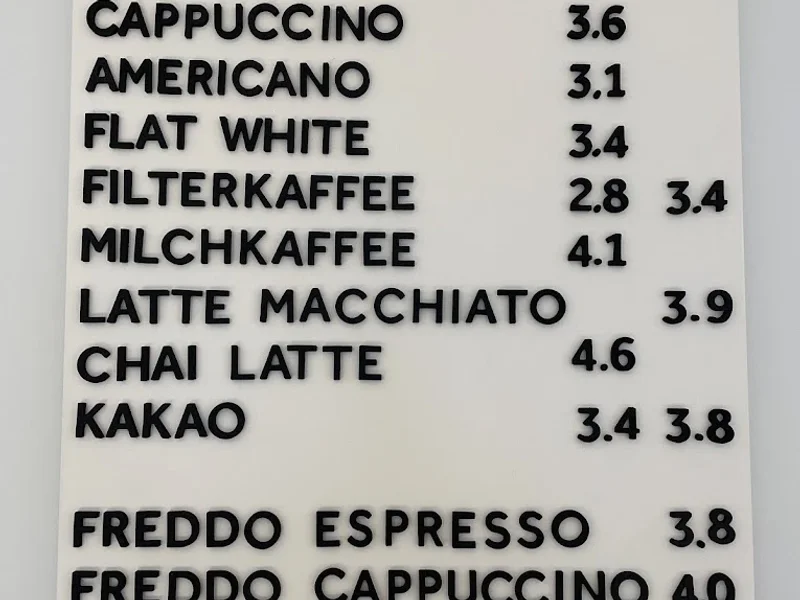 CAPPUCCINO 3.6
AMERICANO 3.1
FLAT WHITE 3.4
FILTERKAFFEE 2.8 3.4
MILCHKAFFEE 4.1
LATTE MACCHIATO 3.9
CHAI LATTE 4.6
KAKAO 3.4 3.8
FREDDO ESPRESSO 3.8
FREDDO CAPPUCCINO 4.0